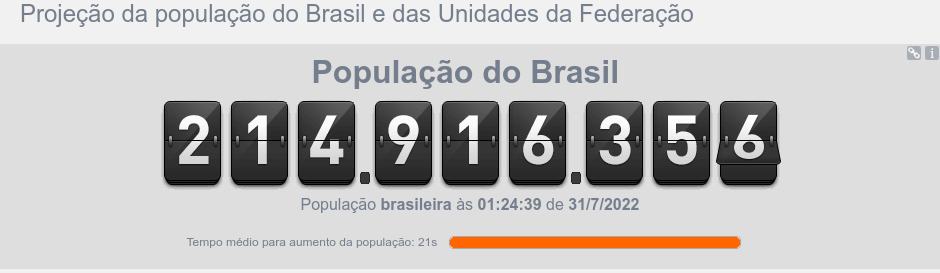 Projeção da população do Brasil e das Unidades da Federação
População do Brasil
214.916.356
População brasileira às 01:24:39 de 31/7/2022
Tempo médio para aumento da população: 21s